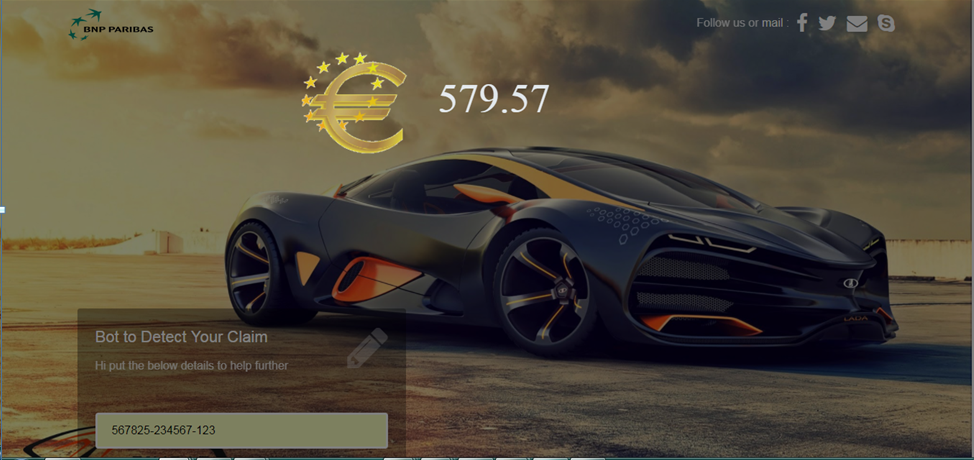 BNP PARIBAS
Follow us or mail :
€ 579.57
LADA
Bot to Detect Your Claim
Hi put the below details to help further
567825-234567-123